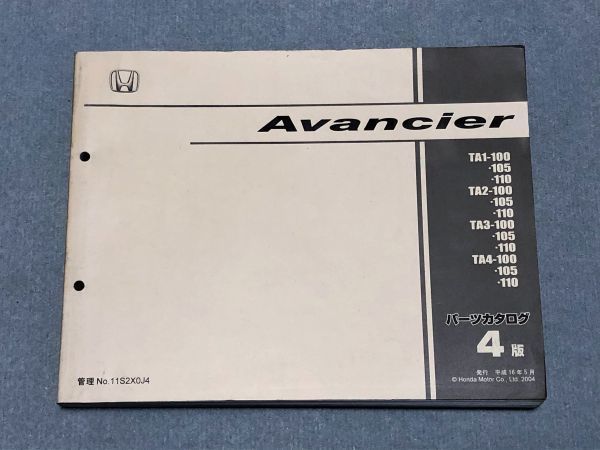 Avancier
TA1-100
·105
·110
TA2-100
·105
·110
TA3-100
·105
·110
TA4-100
·105
·110
パーツカタログ
4版
発行 平成16年5月
© Honda Motor Co., Ltd. 2004
管理 No.11S2X0J4